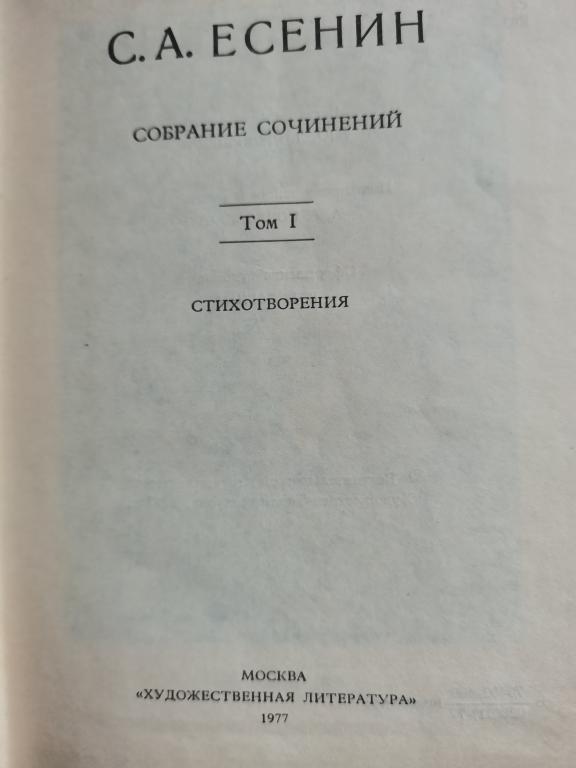 С. А. ЕСЕНИН
СОБРАНИЕ СОЧИНЕНИЙ
Том I
СТИХОТВОРЕНИЯ
МОСКВА
«ХУДОЖЕСТВЕННАЯ ЛИТЕРАТУРА»
1977